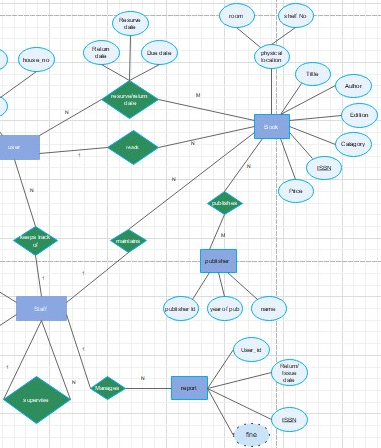 room
shelf No
Reserve
date
Return
date
Due date
physical
location
house_no
Title
Author
Edition
Catagory
ISBN
Price
reserve/return
date
M
N
Book
user
1
reads
N
N
N
N
publishes
keeps track
of
maintains
M
publisher
1
1
Staff
publisher Id
year of pub
name
1
User_id
1
N
Manages
N
report
Return/
Issue
date
supervise
ISBN
fine